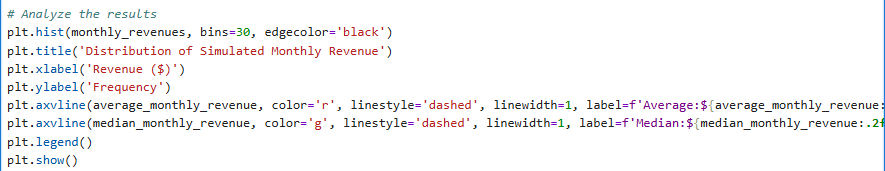 # Analyze the results
plt.hist(monthly_revenues, bins=30, edgecolor='black')
plt.title('Distribution of Simulated Monthly Revenue')
plt.xlabel('Revenue ($)')
plt.ylabel('Frequency')
plt.axvline(average_monthly_revenue, color='r', linestyle='dashed', linewidth=1, label=f'Average:${average_monthly_revenue:
plt.axvline(median_monthly_revenue, color='g', linestyle='dashed', linewidth=1, label=f'Median:${median_monthly_revenue:.2f
plt.legend()
plt.show()